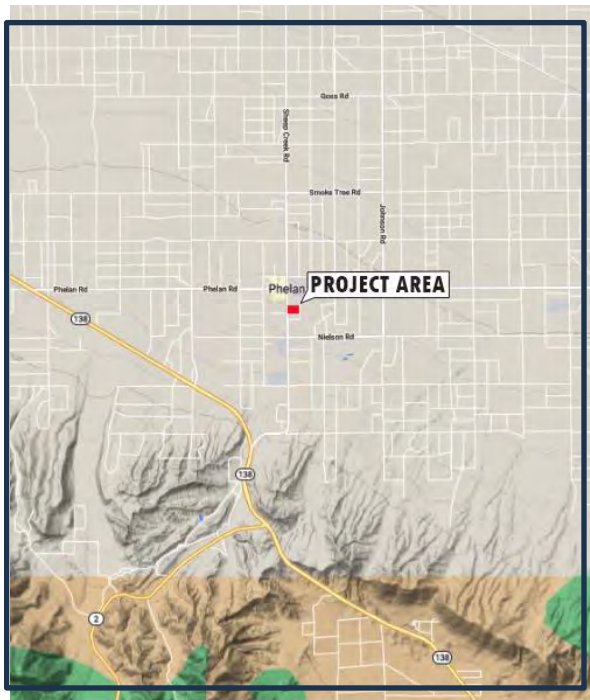 Goss Rd
Sheep Creek Rd
Smoke Tree Rd
Johnson Rd
Phelan Rd
Phelan Rd
Phelan
PROJECT AREA
138
Nielson Rd
138
2
138